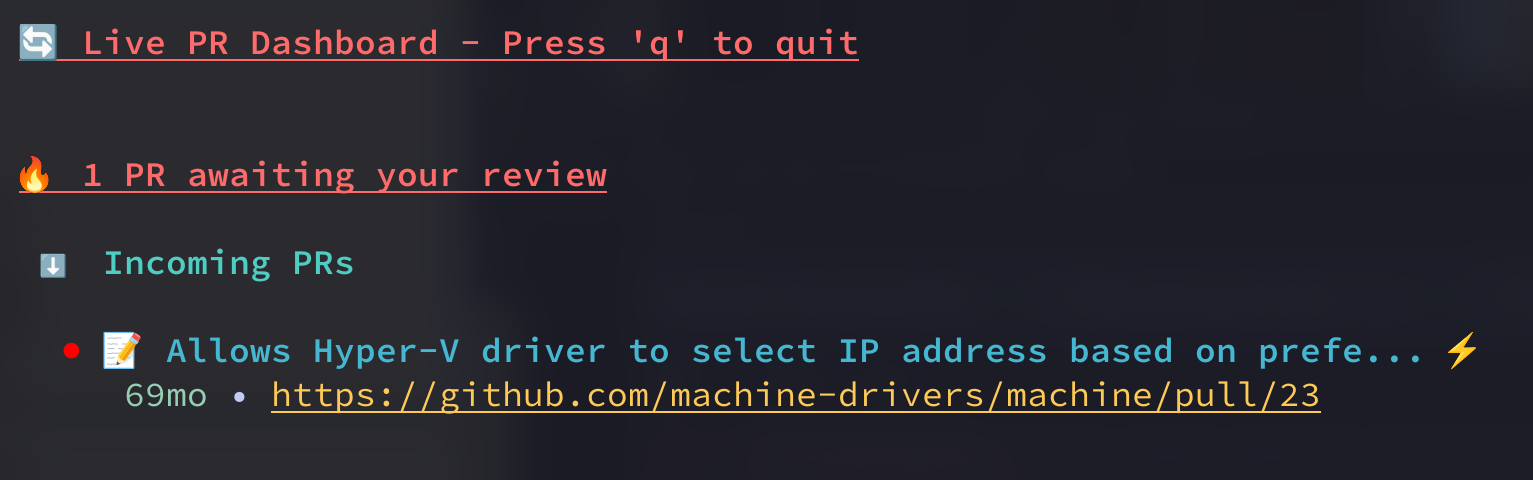 🔄 Live PR Dashboard - Press 'q' to quit
🔥 1 PR awaiting your review
⬇️ Incoming PRs
● 📝 Allows Hyper-V driver to select IP address based on prefe... ⚡
69mo • https://github.com/machine-drivers/machine/pull/23